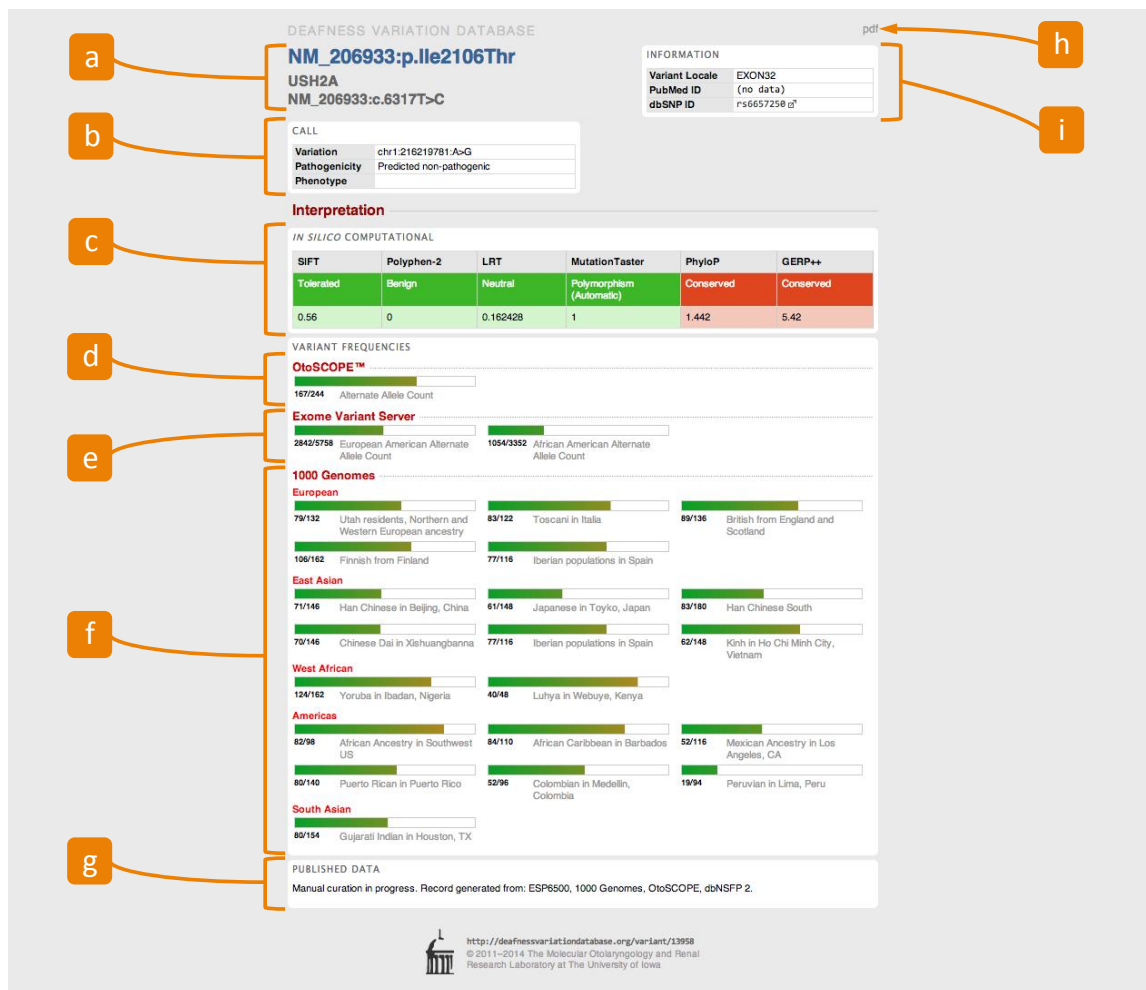 DEAFNESS VARIATION DATABASE
pdf
h
a
NM_206933:p.Ile2106Thr
USH2A
NM_206933:c.6317T>C
INFORMATION
Variant Locale EXON32
PubMed ID (no data)
dbSNP ID rs6657250
i
b
CALL
Variation chr1:216219781:A>G
Pathogenicity Predicted non-pathogenic
Phenotype
Interpretation
c
IN SILICO COMPUTATIONAL
SIFT Polyphen-2 LRT MutationTaster PhyloP GERP++
Tolerated Benign Neutral Polymorphism (Automatic) Conserved Conserved
0.56 0 0.162428 1 1.442 5.42
d
VARIANT FREQUENCIES
OtoSCOPE™
167/244 Alternate Allele Count
e
Exome Variant Server
2842/5758 European American Alternate Allele Count
1054/3352 African American Alternate Allele Count
f
1000 Genomes
European
79/132 Utah residents, Northern and Western European ancestry
83/122 Toscani in Italia
89/136 British from England and Scotland
106/162 Finnish from Finland
77/116 Iberian populations in Spain
East Asian
71/146 Han Chinese in Beijing, China
61/148 Japanese in Toyko, Japan
83/180 Han Chinese South
70/146 Chinese Dai in Xishuangbanna
77/116 Iberian populations in Spain
62/148 Kinh in Ho Chi Minh City, Vietnam
West African
124/162 Yoruba in Ibadan, Nigeria
40/48 Luhya in Webuye, Kenya
Americas
82/98 African Ancestry in Southwest US
84/110 African Caribbean in Barbados
52/116 Mexican Ancestry in Los Angeles, CA
80/140 Puerto Rican in Puerto Rico
52/96 Colombian in Medellin, Colombia
19/94 Peruvian in Lima, Peru
South Asian
80/154 Gujarati Indian in Houston, TX
g
PUBLISHED DATA
Manual curation in progress. Record generated from: ESP6500, 1000 Genomes, OtoSCOPE, dbNSFP 2.
http://deafnessvariationdatabase.org/variant/13958
© 2011–2014 The Molecular Otolaryngology and Renal
Research Laboratory at The University of Iowa